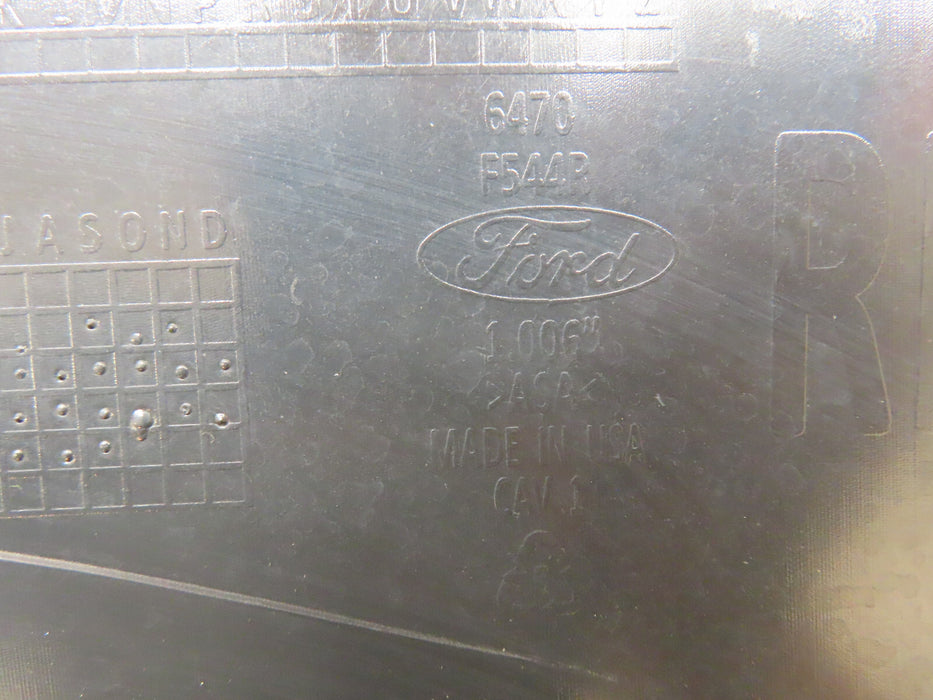 6470
F544R
JASOND
Ford
1.006"
>ASA<
MADE IN USA
CAV 1
R